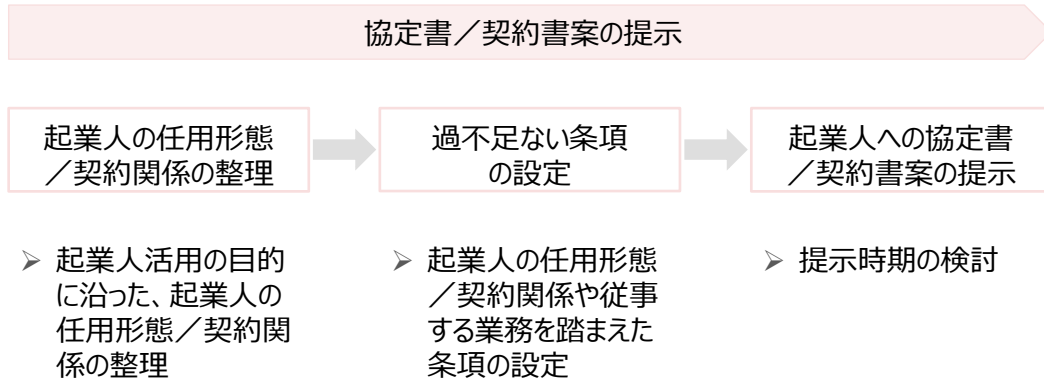 協定書／契約書案の提示
起業人の任用形態
／契約関係の整理
過不足ない条項
の設定
起業人への協定書
／契約書案の提示
➢ 起業人活用の目的
に沿った、起業人の
任用形態／契約関
係の整理
➢ 起業人の任用形態
／契約関係や従事
する業務を踏まえた
条項の設定
➢ 提示時期の検討